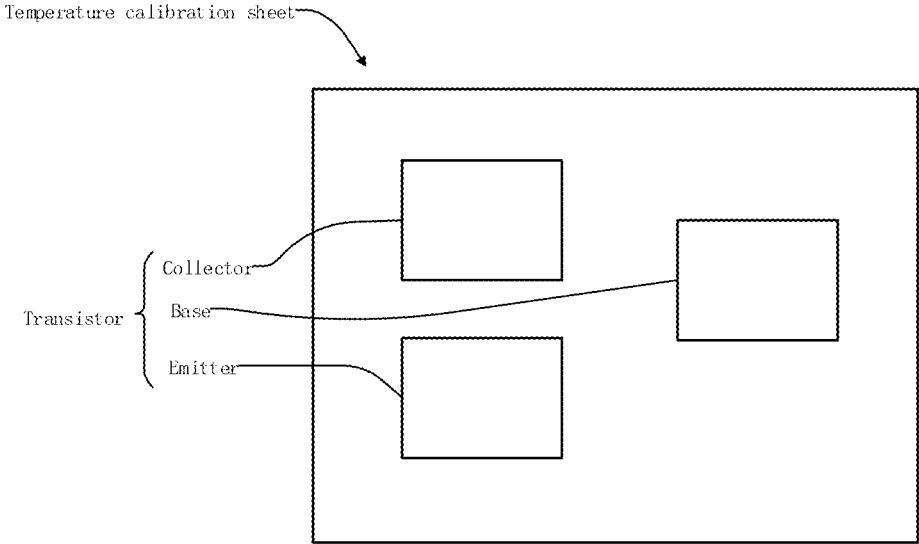 Temperature calibration sheet
Collector
Transistor
Base
Emitter